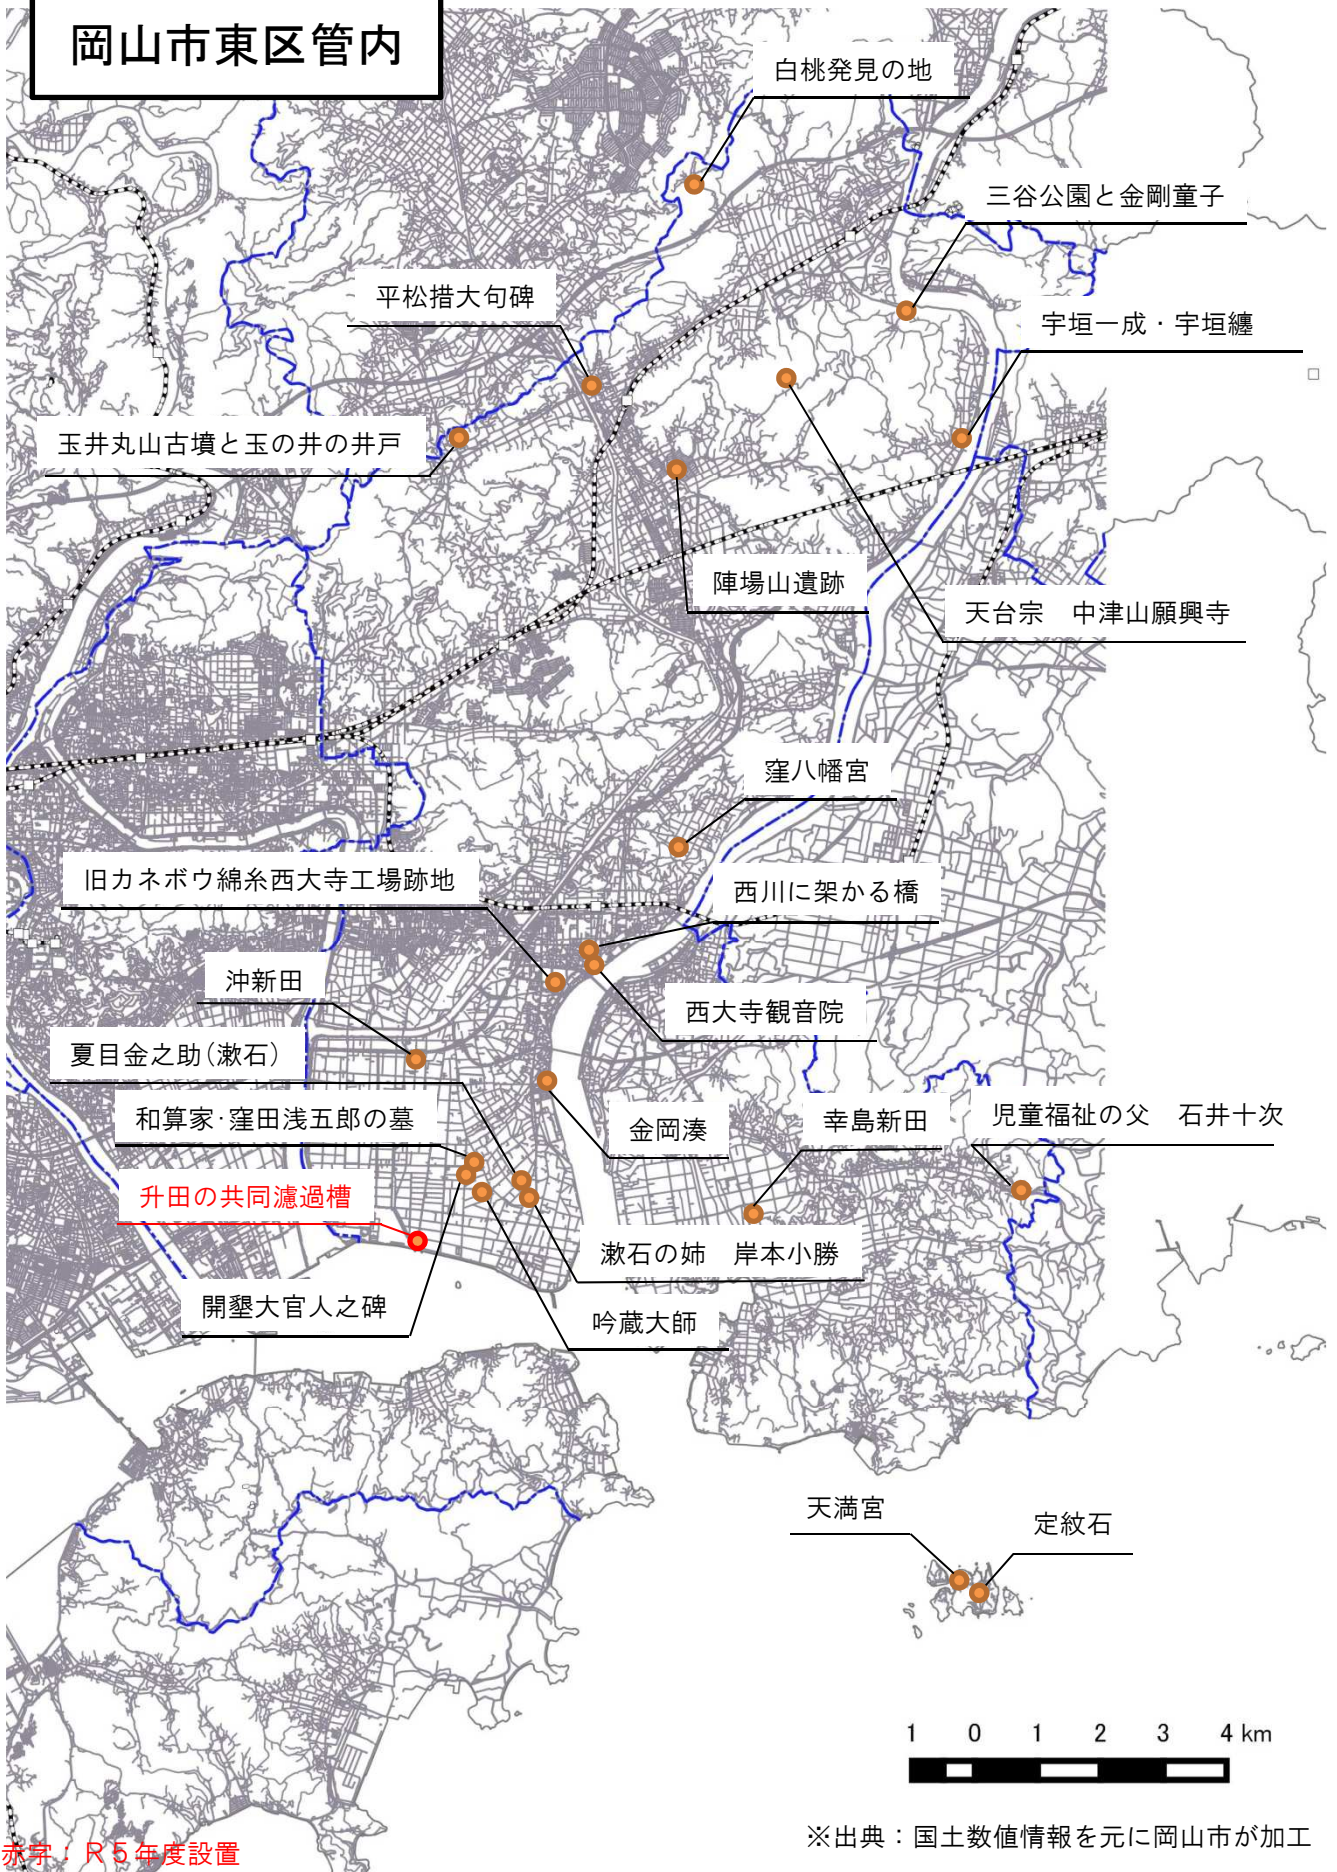 岡山市東区管内
白桃発見の地
三谷公園と金剛童子
平松措大句碑
宇垣一成・宇垣纏
玉井丸山古墳と玉の井の井戸
陣場山遺跡
天台宗　中津山願興寺
窪八幡宮
旧カネボウ綿糸西大寺工場跡地
西川に架かる橋
沖新田
西大寺観音院
夏目金之助(漱石)
和算家･窪田浅五郎の墓
金岡湊
幸島新田
児童福祉の父　石井十次
升田の共同濾過槽
漱石の姉　岸本小勝
開墾大官人之碑
吟蔵大師
天満宮
定紋石
1 0 1 2 3 4 km
※出典：国土数値情報を元に岡山市が加工
赤字：Ｒ５年度設置